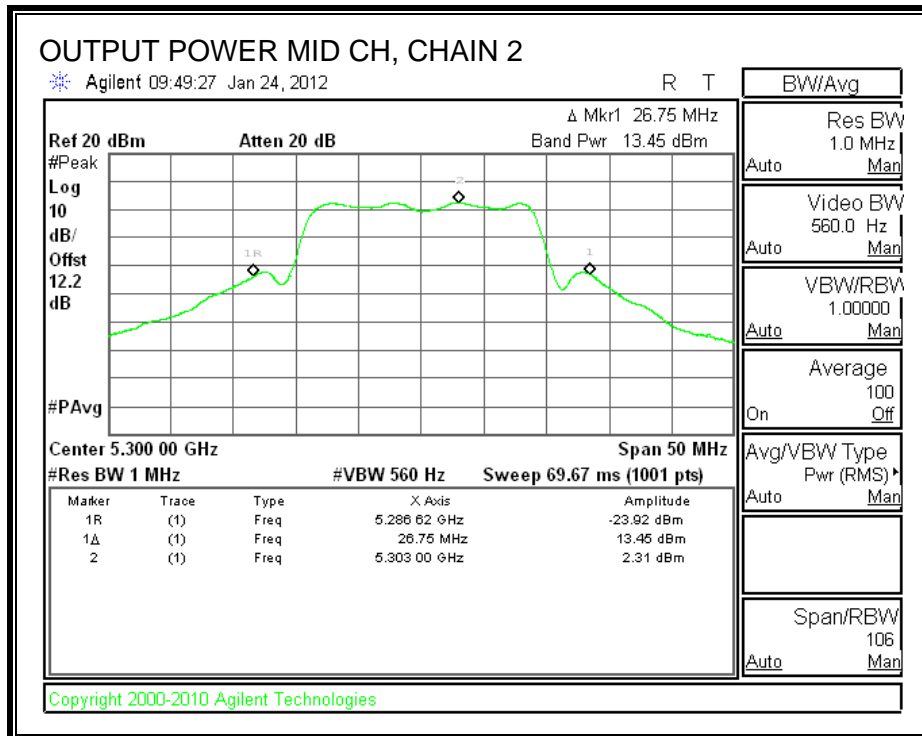 OUTPUT POWER MID CH, CHAIN 2
Agilent 09:49:27 Jan 24, 2012 R T
BW/Avg
Δ Mkr1 26.75 MHz
Ref 20 dBm Atten 20 dB Band Pwr 13.45 dBm
#Peak
Log
10
dB/
Offst
12.2
dB
#PAvg
1R
2
1
Center 5.300 00 GHz Span 50 MHz
#Res BW 1 MHz #VBW 560 Hz Sweep 69.67 ms (1001 pts)
Marker Trace Type X Axis Amplitude
1R (1) Freq 5.286 62 GHz -23.92 dBm
1Δ (1) Freq 26.75 MHz 13.45 dBm
2 (1) Freq 5.303 00 GHz 2.31 dBm
Res BW
1.0 MHz
Auto Man
Video BW
560.0 Hz
Auto Man
VBW/RBW
1.00000
Auto Man
Average
100
On Off
Avg/VBW Type
Pwr (RMS)
Auto Man
Span/RBW
106
Auto Man
Copyright 2000-2010 Agilent Technologies